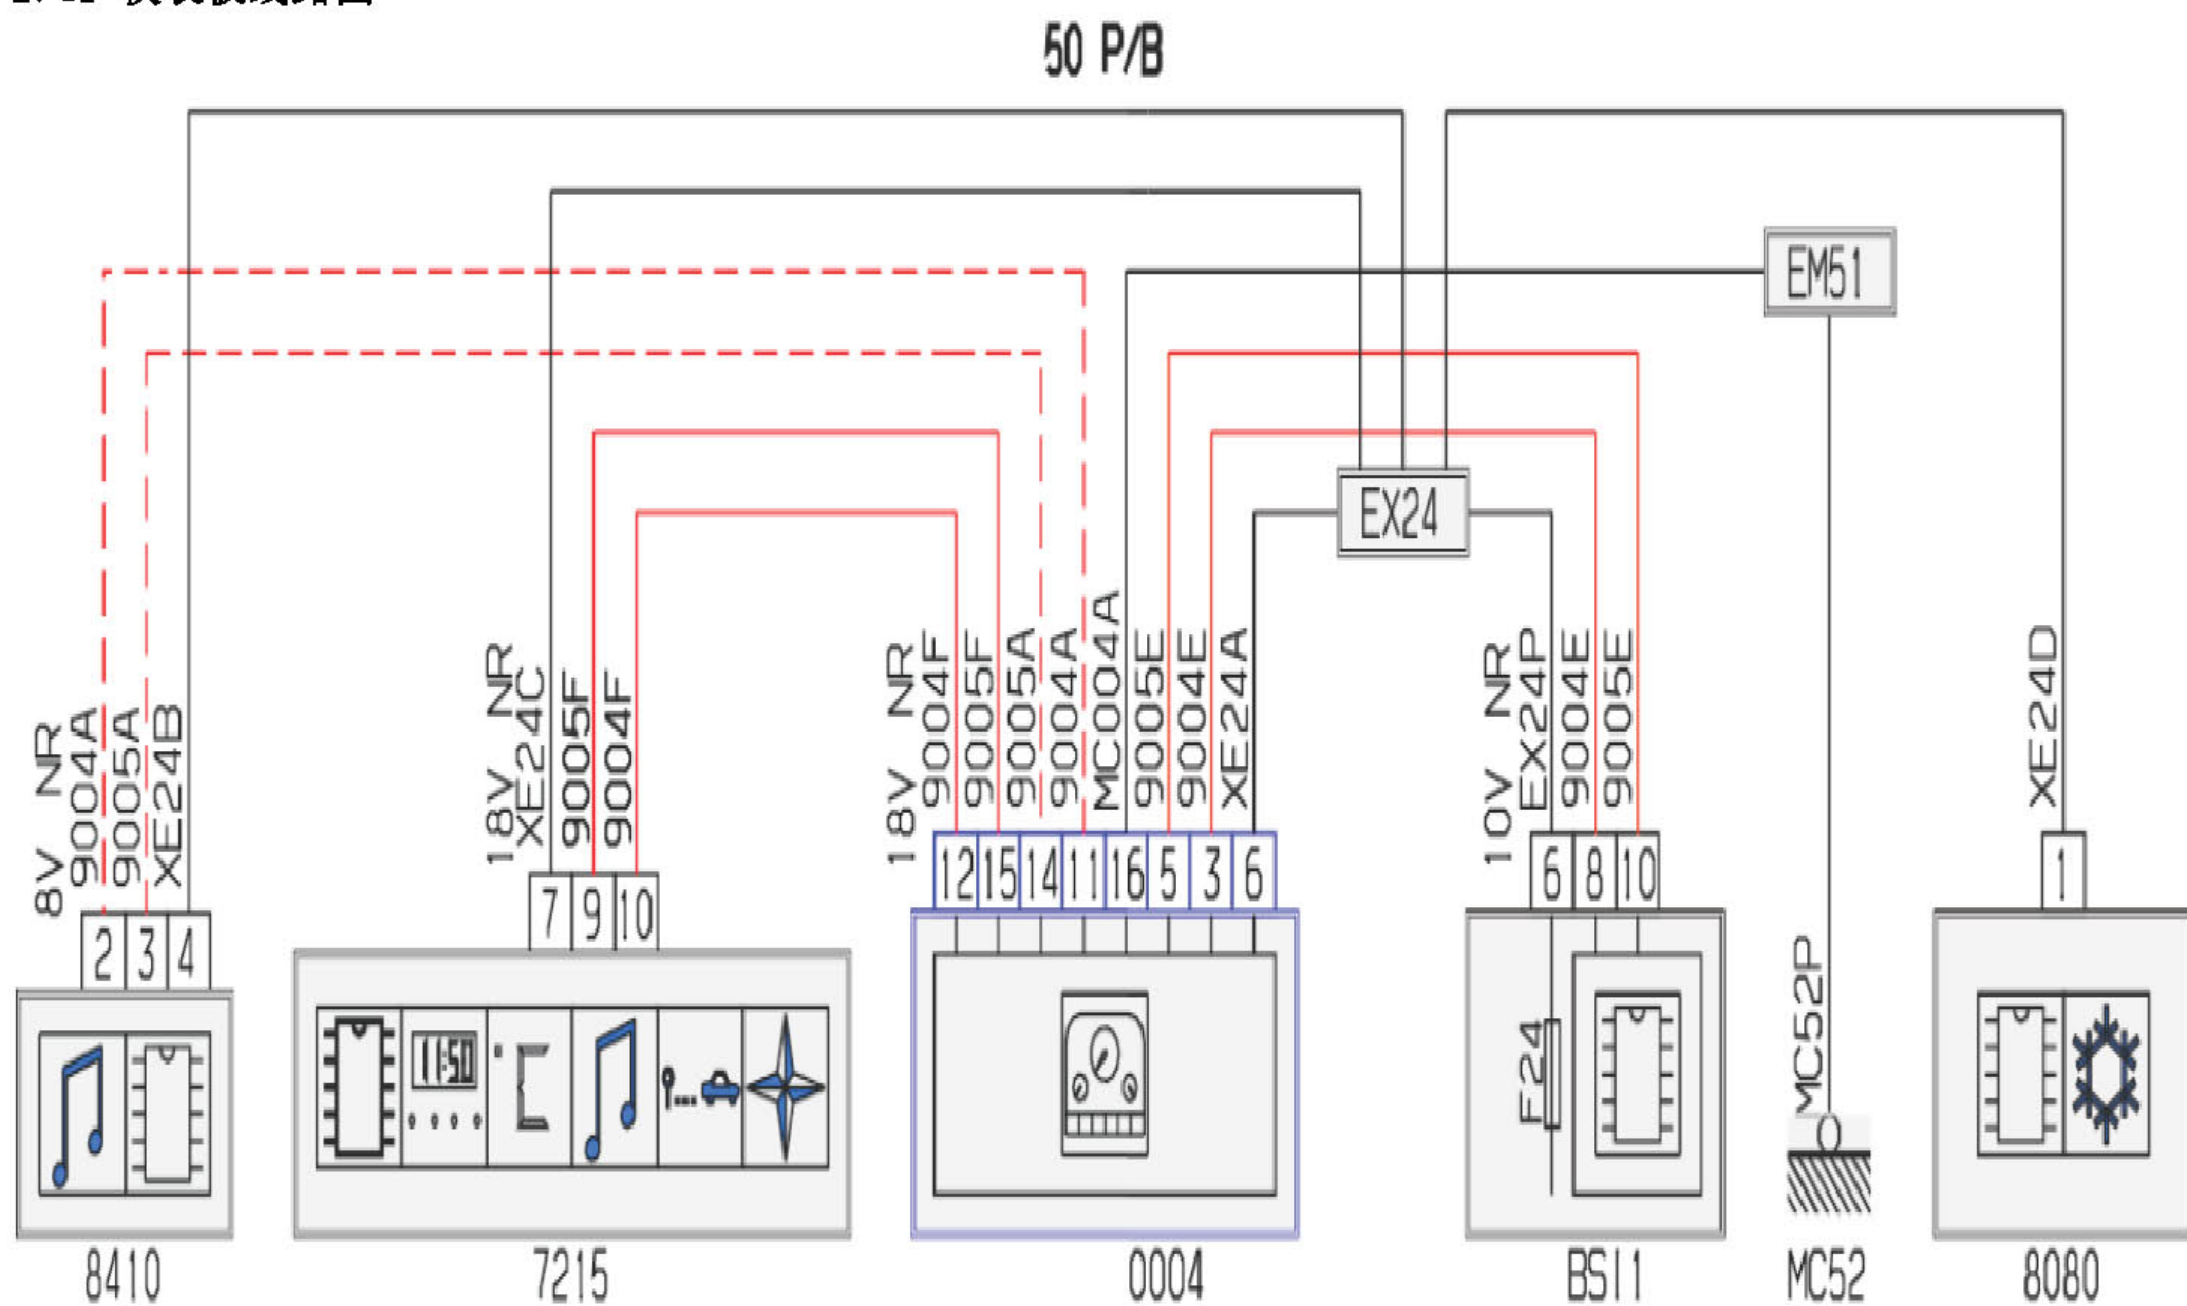 50 P/B
EM51
EX24
8V NR
9004A
9005A
XE24B
18V NR
XE24C
9005F
9004F
18V NR
9004F
9005F
9005A
9004A
MC004A
9005E
9004E
XE24A
10V NR
EX24P
9004E
9005E
XE24D
2 3 4
7 9 10
12 15 14 11 16 5 3 6
6 8 10
1
MC52P
F24
11:50
°C
8410
7215
0004
BSI1
MC52
8080